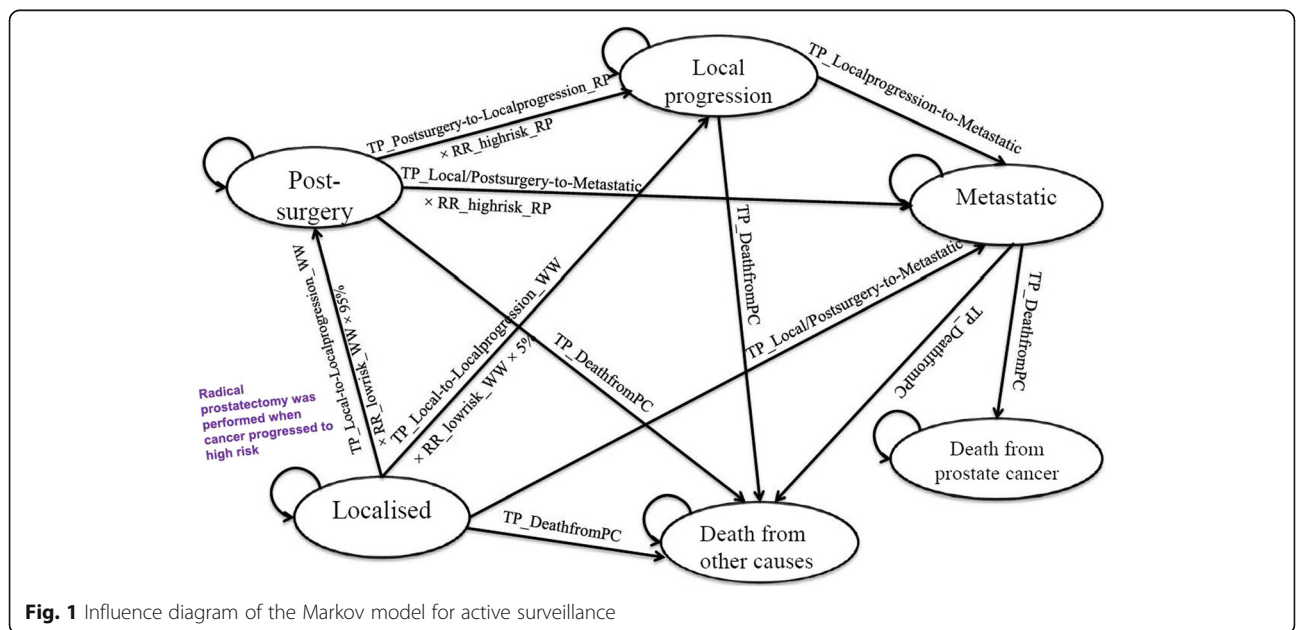 Local
progression
TP_Localprogression-to-Metastatic
TP_Postsurgery-to-Localprogression_RP
× RR_highrisk_RP
Post-
surgery
TP_Local/Postsurgery-to-Metastatic
× RR_highrisk_RP
Metastatic
TP_Local-to-Localprogression_WW
× RR_lowrisk_WW × 95%
TP_Local-to-Localprogression_WW
× RR_lowrisk_WW × 5%
TP_DeathfromPC
TP_DeathfromPC
TP_Local/Postsurgery-to-Metastatic
TP_DeathfromPC
TP_DeathfromPC
Radical
prostatectomy was
performed when
cancer progressed to
high risk
Death from
prostate cancer
Localised
TP_DeathfromPC
Death from
other causes
Fig. 1 Influence diagram of the Markov model for active surveillance